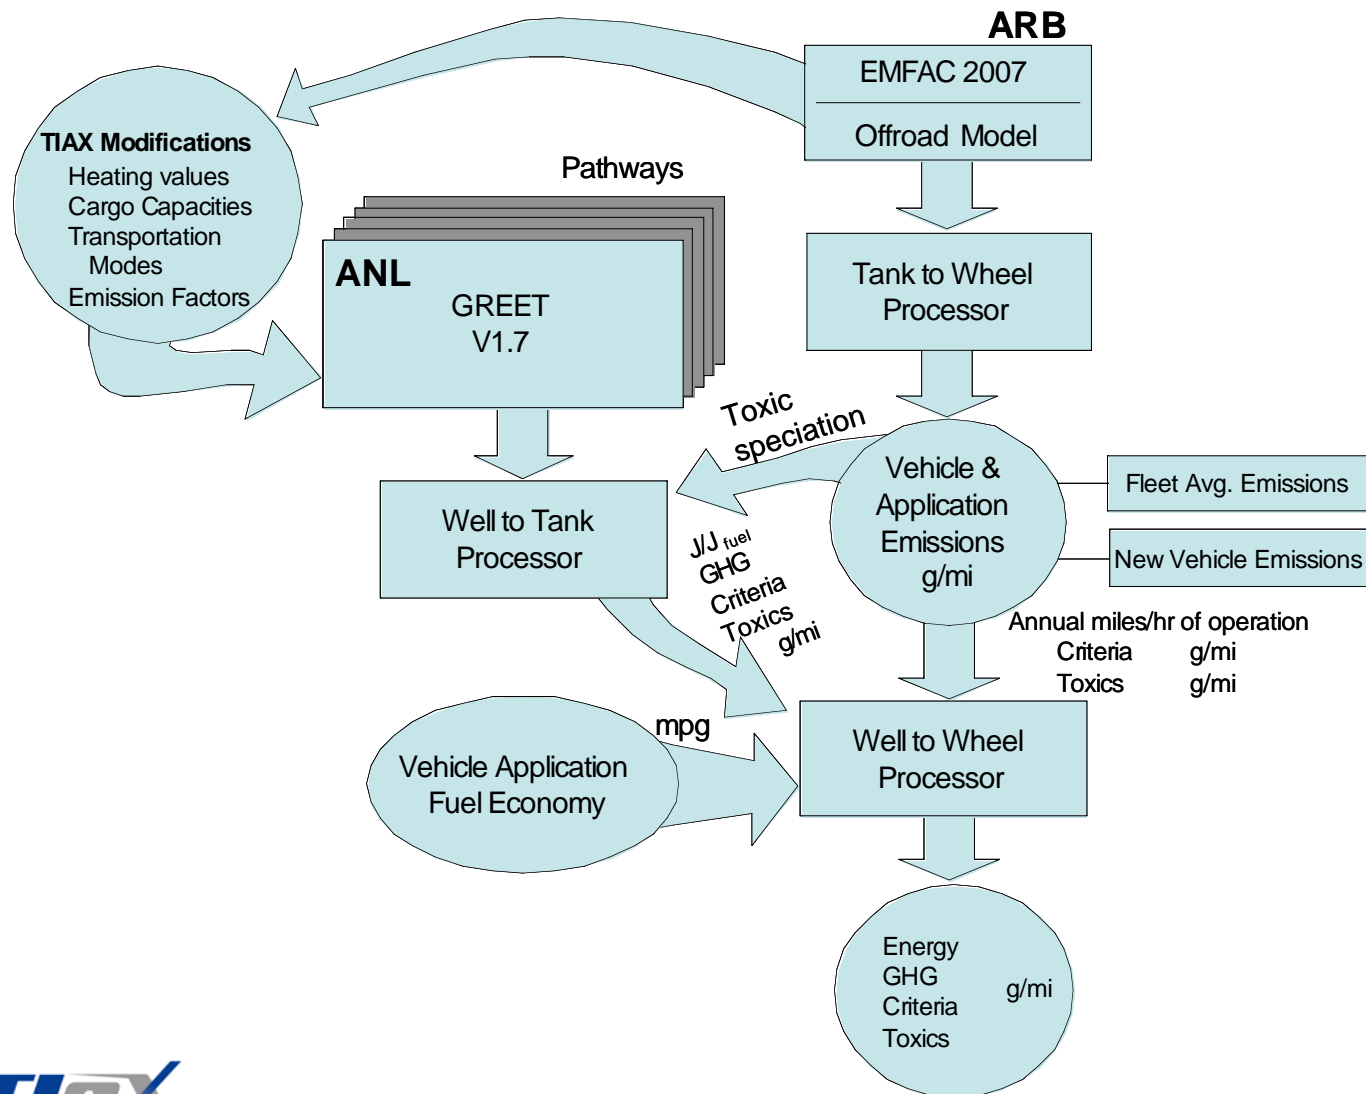 ARB
EMFAC 2007
Offroad Model
TIAX Modifications
Heating values
Cargo Capacities
Transportation
Modes
Emission Factors
Pathways
ANL
GREET
V1.7
Tank to Wheel
Processor
Toxic
speciation
Vehicle &
Application
Emissions
g/mi
Fleet Avg. Emissions
New Vehicle Emissions
Well to Tank
Processor
J/J fuel
GHG
Criteria
Toxics
g/mi
Annual miles/hr of operation
Criteria g/mi
Toxics g/mi
mpg
Vehicle Application
Fuel Economy
Well to Wheel
Processor
Energy
GHG
Criteria
Toxics
g/mi
TIAX